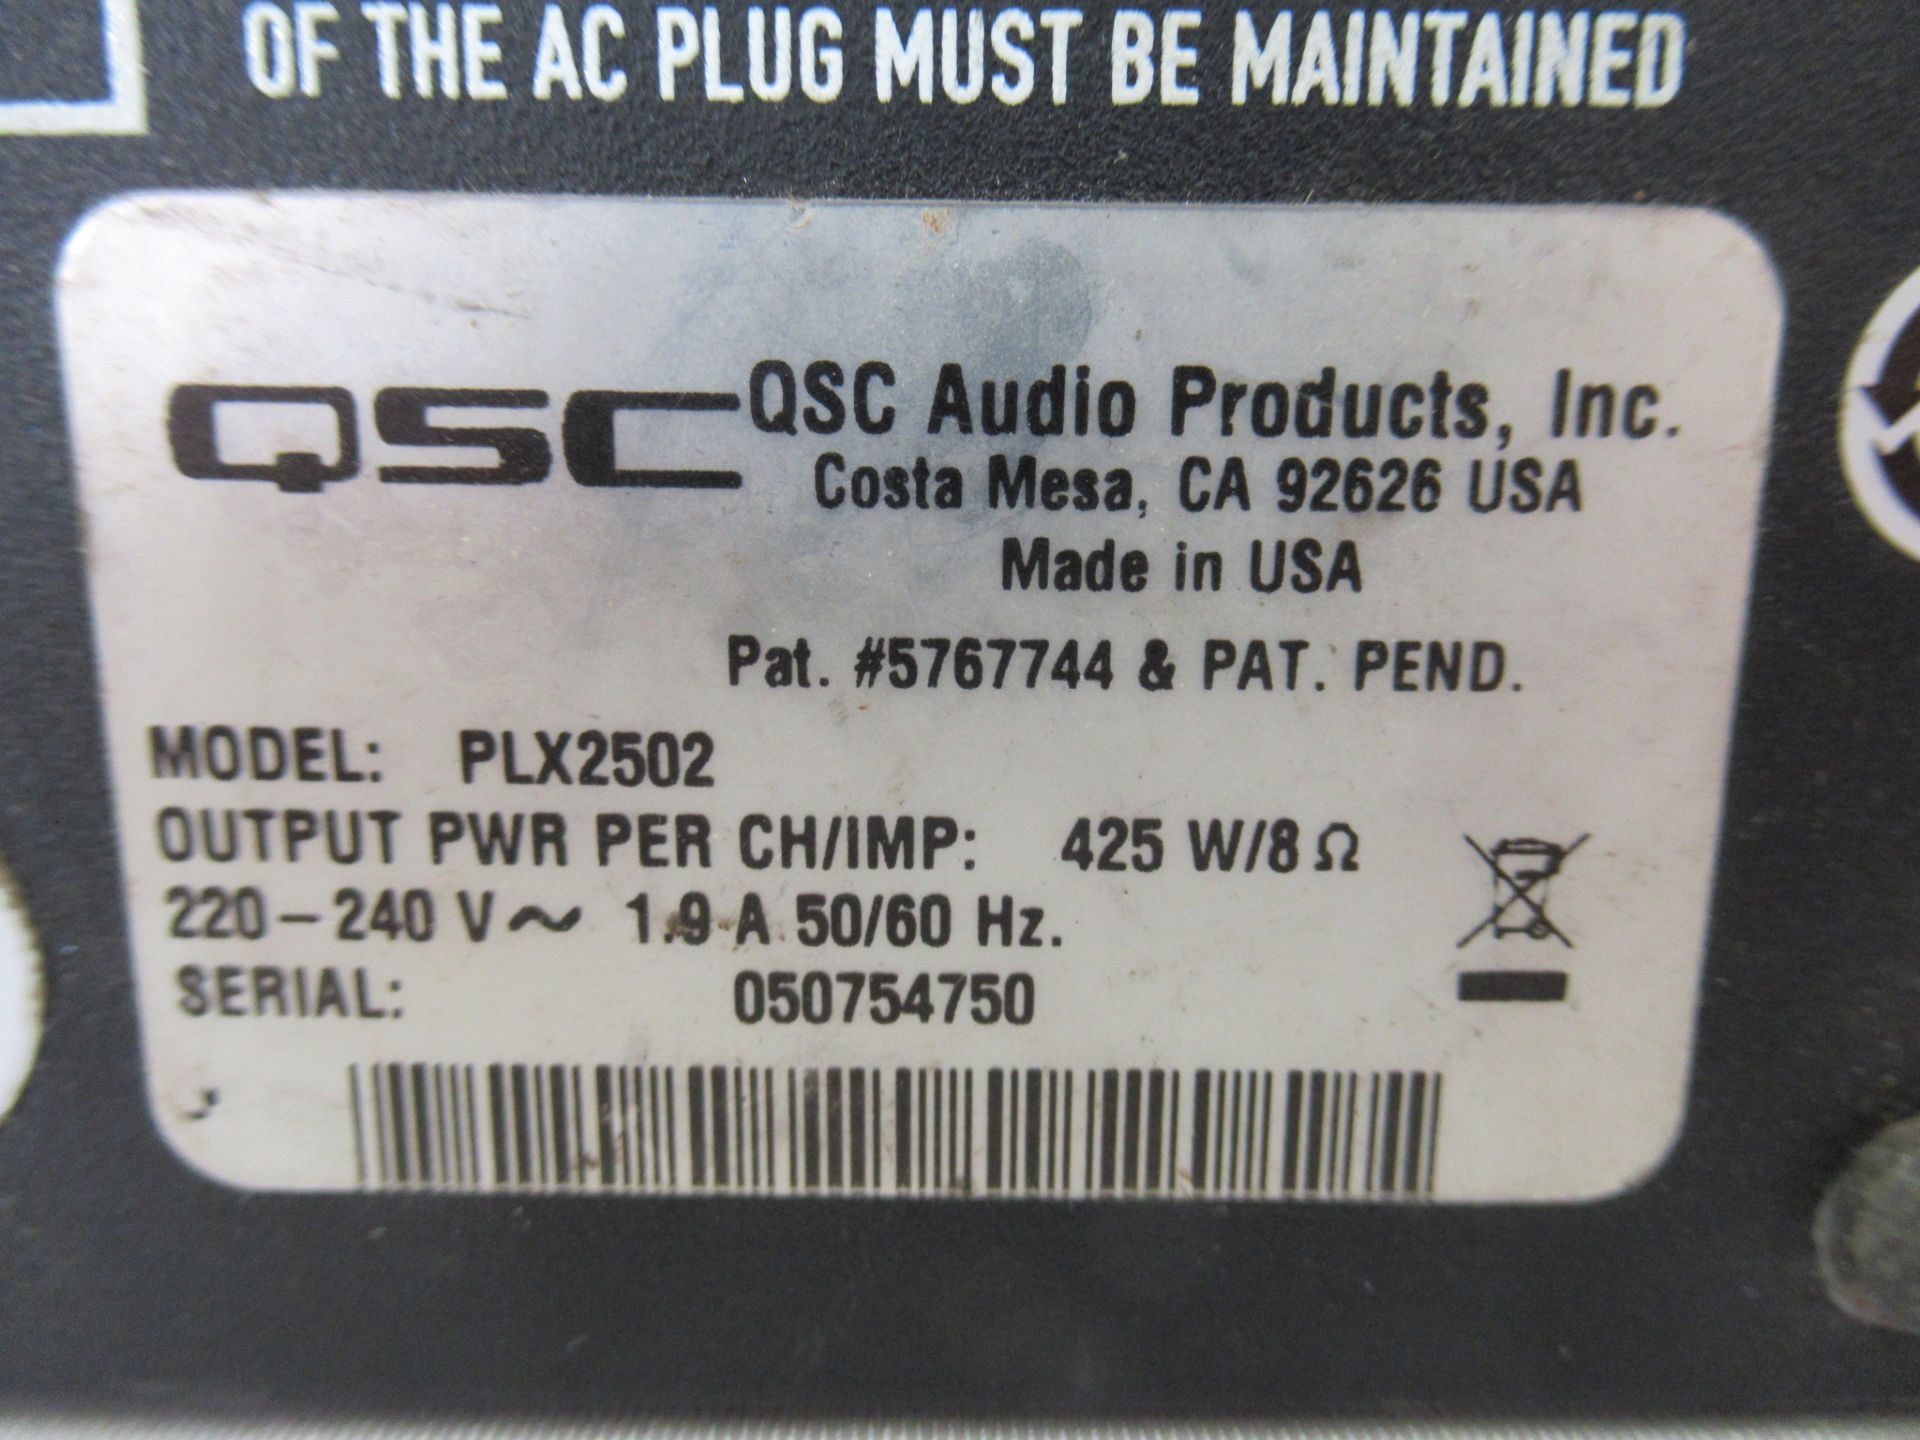 OF THE AC PLUG MUST BE MAINTAINED
QSC QSC Audio Products, Inc.
Costa Mesa, CA 92626 USA
Made in USA
Pat. #5767744 & PAT. PEND.
MODEL: PLX2502
OUTPUT PWR PER CH/IMP: 425 W/8 Ω
220-240 V~ 1.9 A 50/60 Hz.
SERIAL: 050754750